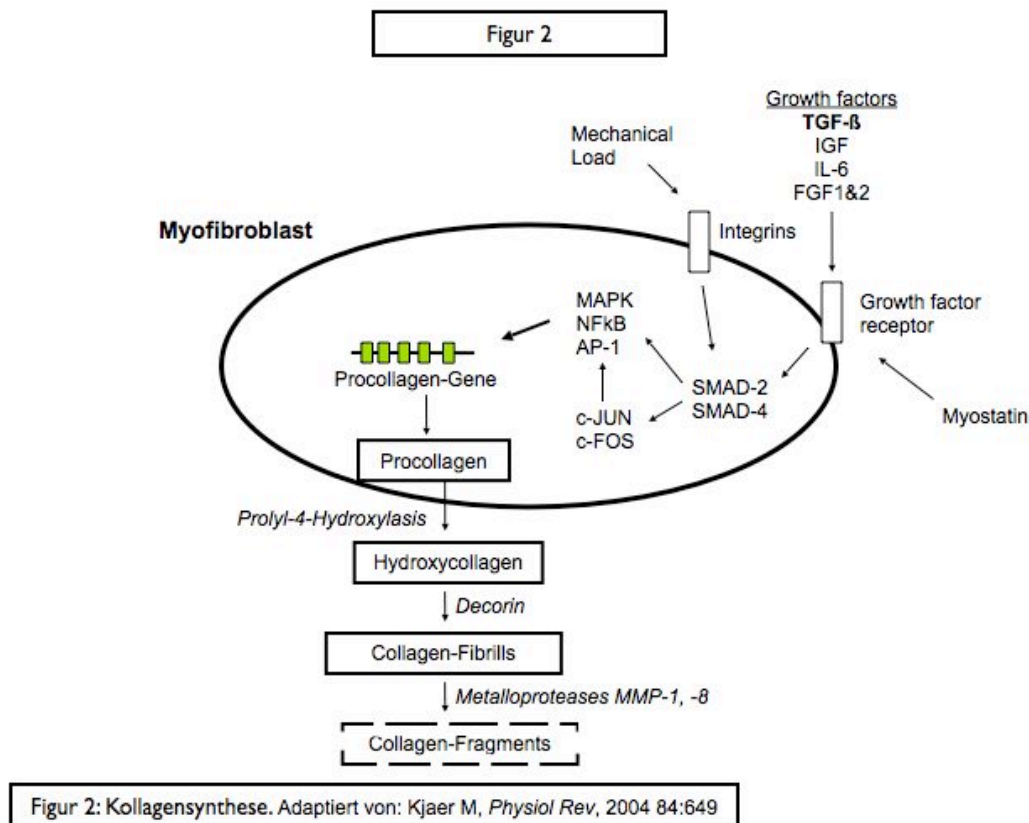 Figur 2
Growth factors
TGF-ß
IGF
IL-6
FGF1&2
Mechanical
Load
Integrins
Myofibroblast
Growth factor
receptor
MAPK
NFkB
AP-1
Procollagen-Gene
SMAD-2
SMAD-4
c-JUN
c-FOS
Myostatin
Procollagen
Prolyl-4-Hydroxylasis
Hydroxycollagen
Decorin
Collagen-Fibrills
Metalloproteases MMP-1, -8
Collagen-Fragments
Figur 2: Kollagensynthese. Adaptiert von: Kjaer M, Physiol Rev, 2004 84:649